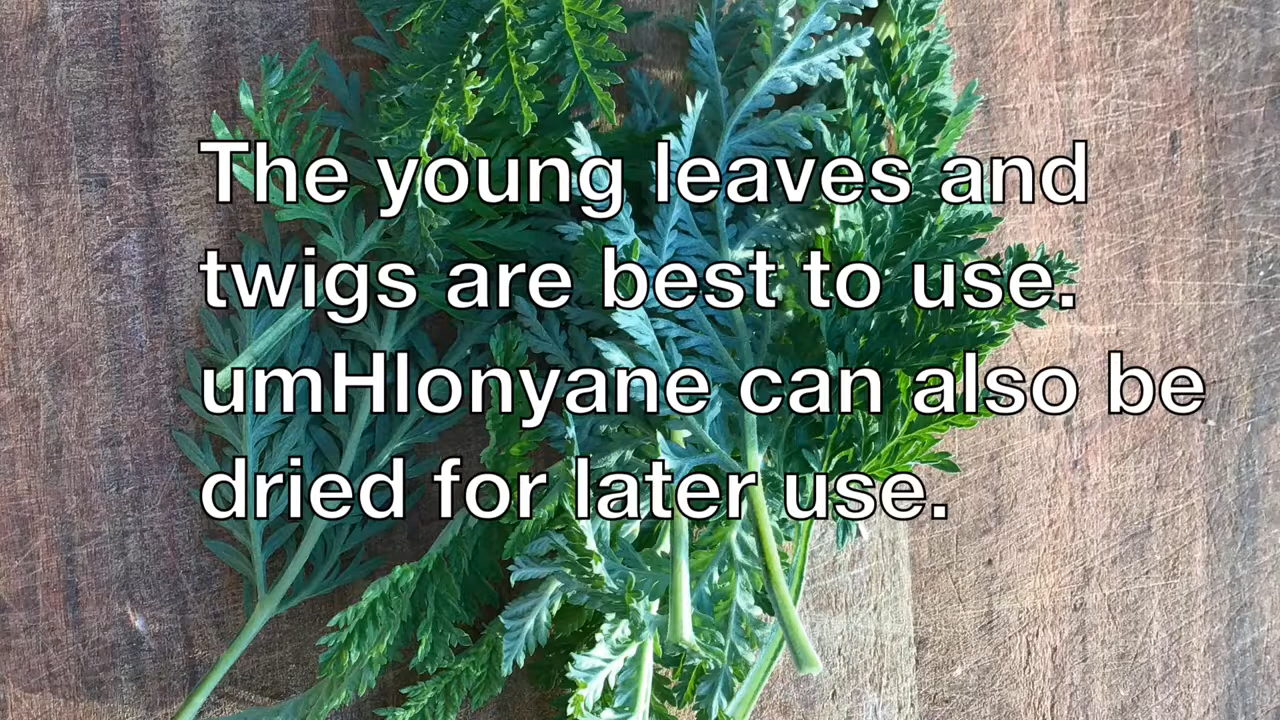 The young leaves and
twigs are best to use.
umHlonyane can also be
dried for later use.